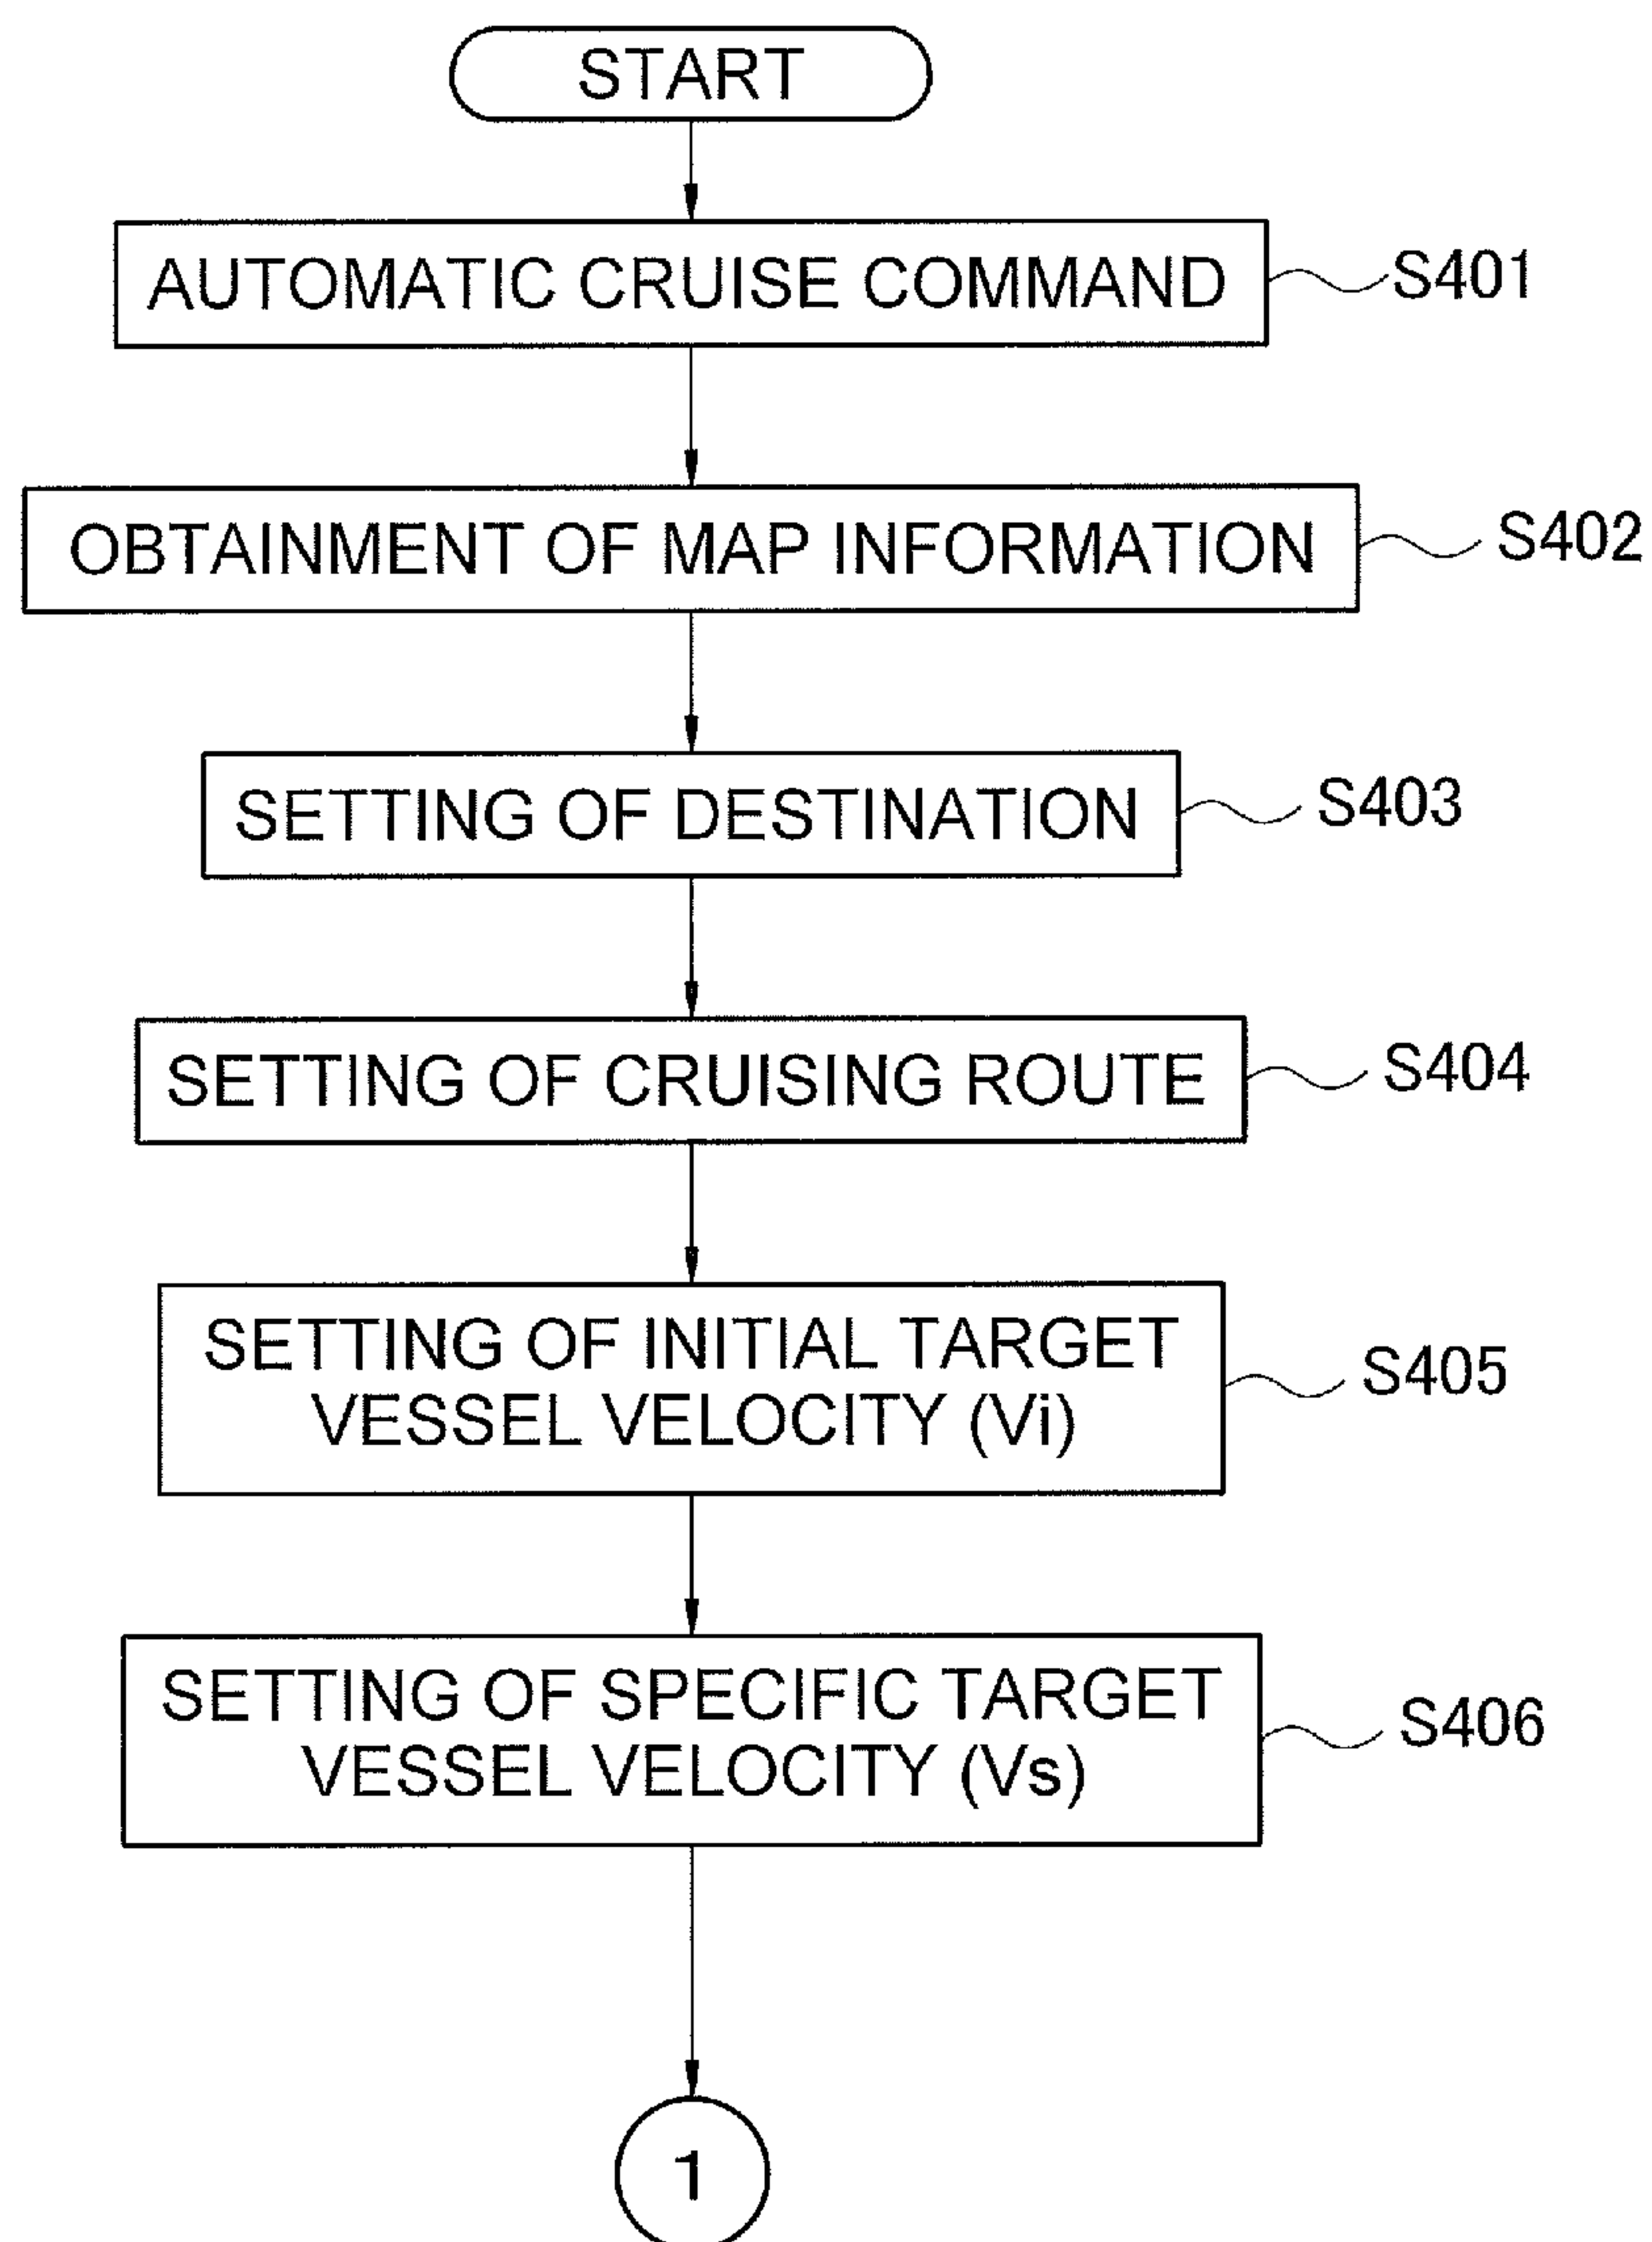 START
AUTOMATIC CRUISE COMMAND
S401
OBTAINMENT OF MAP INFORMATION
S402
SETTING OF DESTINATION
S403
SETTING OF CRUISING ROUTE
S404
SETTING OF INITIAL TARGET
VESSEL VELOCITY (Vi)
S405
SETTING OF SPECIFIC TARGET
VESSEL VELOCITY (Vs)
S406
1